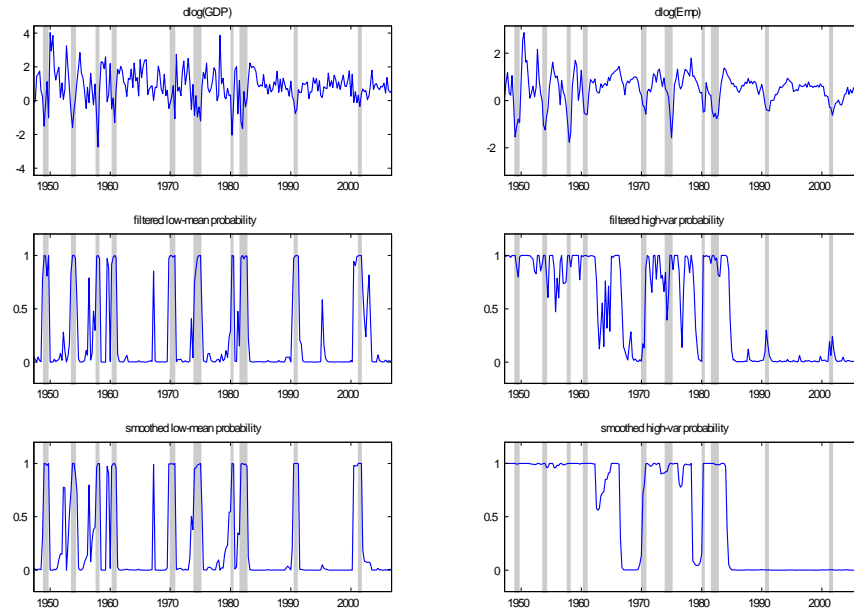 dlog(GDP)
4
2
0
-2
-4
1950 1960 1970 1980 1990 2000
dlog(Emp)
2
0
-2
1950 1960 1970 1980 1990 2000
filtered low-mean probability
1
0.5
0
1950 1960 1970 1980 1990 2000
filtered high-var probability
1
0.5
0
1950 1960 1970 1980 1990 2000
smoothed low-mean probability
1
0.5
0
1950 1960 1970 1980 1990 2000
smoothed high-var probability
1
0.5
0
1950 1960 1970 1980 1990 2000